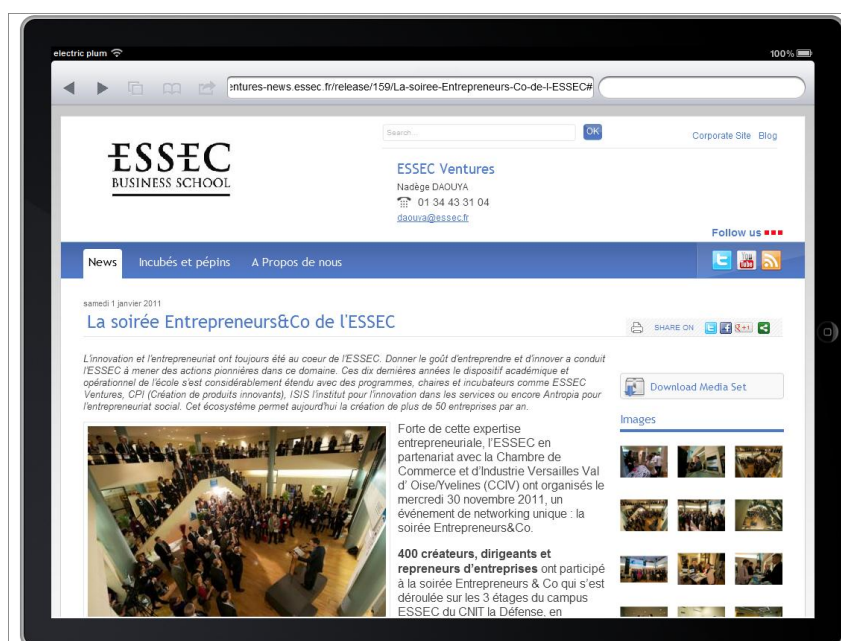 electric plum
100%
entures-news.essec.fr/release/159/La-soiree-Entrepreneurs-Co-de-l-ESSEC#
Search...
OK
Corporate Site Blog
ESSEC
BUSINESS SCHOOL
ESSEC Ventures
Nadège DAOUYA
01 34 43 31 04
daouya@essec.fr
Follow us
News Incubés et pépins A Propos de nous
You Tube
samedi 1 janvier 2011
La soirée Entrepreneurs&Co de l'ESSEC
SHARE ON
+1
L'innovation et l'entrepreneuriat ont toujours été au coeur de l'ESSEC. Donner le goût d'entreprendre et d'innover a conduit
l'ESSEC à mener des actions pionnières dans ce domaine. Ces dix dernières années le dispositif académique et
opérationnel de l'école s'est considérablement étendu avec des programmes, chaires et incubateurs comme ESSEC
Ventures, CPI (Création de produits innovants), ISIS l'institut pour l'innovation dans les services ou encore Antropia pour
l'entrepreneuriat social. Cet écosystème permet aujourd'hui la création de plus de 50 entreprises par an.
Download Media Set
Images
Forte de cette expertise
entrepreneuriale, l'ESSEC en
partenariat avec la Chambre de
Commerce et d'Industrie Versailles Val
d' Oise/Yvelines (CCIV) ont organisés le
mercredi 30 novembre 2011, un
événement de networking unique : la
soirée Entrepreneurs&Co.
400 créateurs, dirigeants et
repreneurs d'entreprises ont participé
à la soirée Entrepreneurs & Co qui s'est
déroulée sur les 3 étages du campus
ESSEC du CNIT la Défense, en